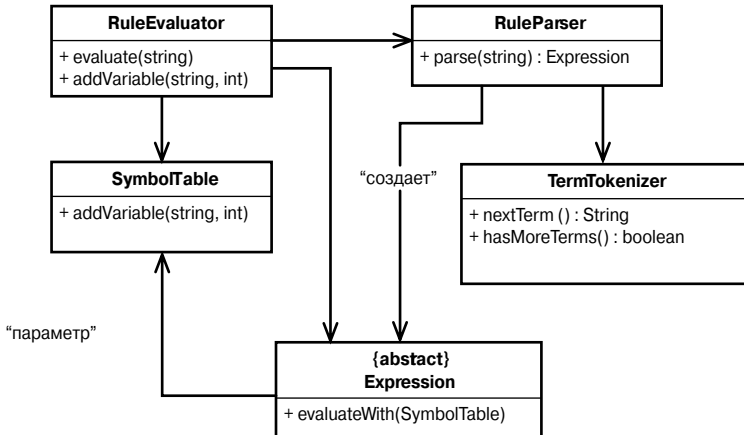 RuleEvaluator
+ evaluate(string)
+ addVariable(string, int)
RuleParser
+ parse(string) : Expression
“создает”
SymbolTable
+ addVariable(string, int)
TermTokenizer
+ nextTerm () : String
+ hasMoreTerms() : boolean
“параметр”
{abstact}
Expression
+ evaluateWith(SymbolTable)